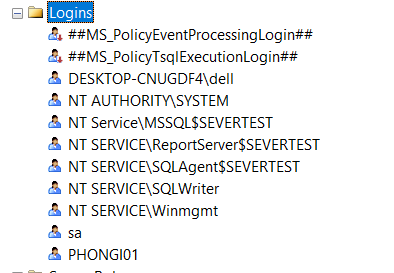 Logins
##MS_PolicyEventProcessingLogin##
##MS_PolicyTsqlExecutionLogin##
DESKTOP-CNUGDF4\dell
NT AUTHORITY\SYSTEM
NT Service\MSSQL$SEVERTEST
NT SERVICE\ReportServer$SEVERTEST
NT SERVICE\SQLAgent$SEVERTEST
NT SERVICE\SQLWriter
NT SERVICE\Winmgmt
sa
PHONGI01